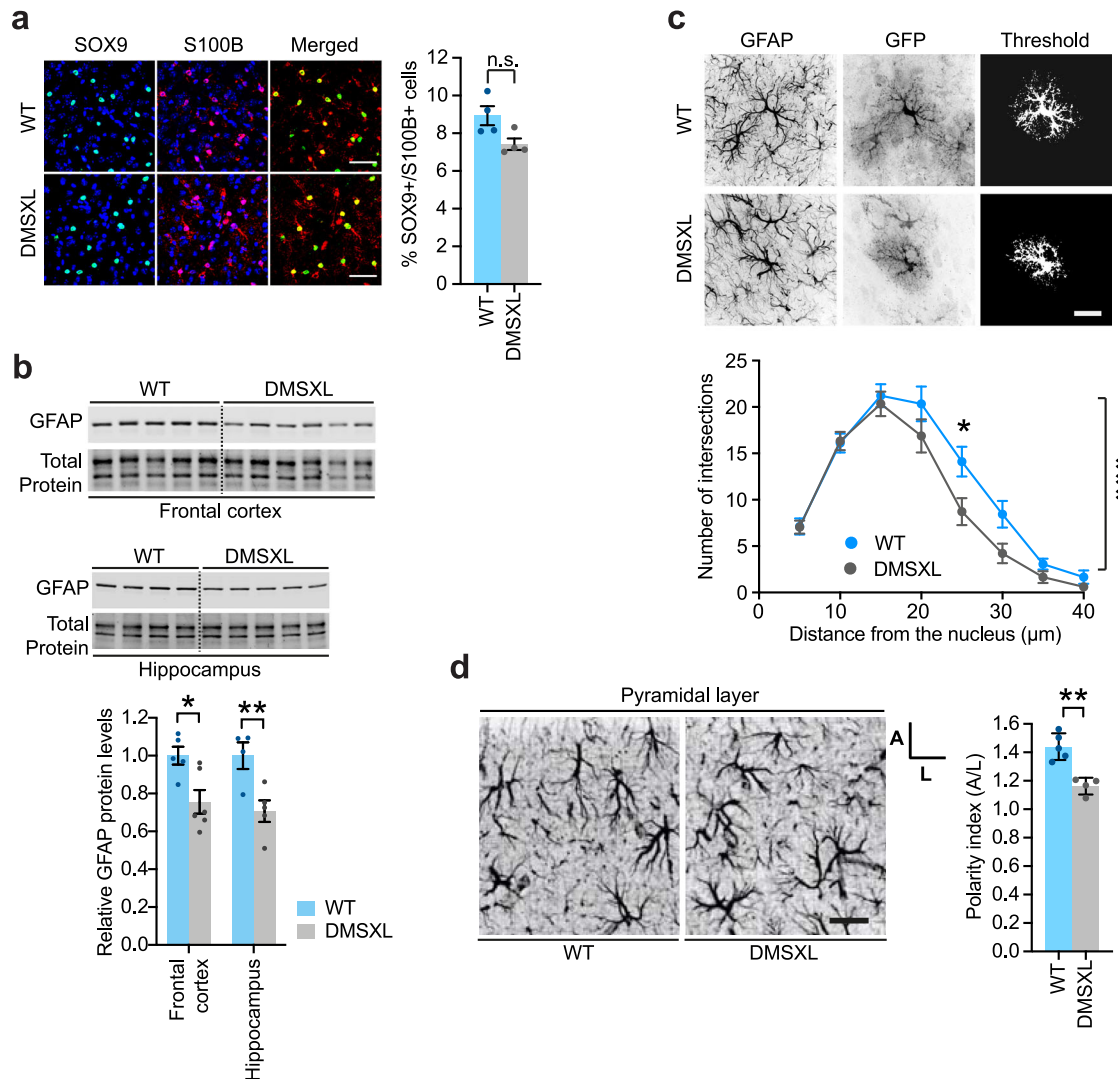 a
SOX9 S100B Merged
WT
DMSXL
% SOX9+/S100B+ cells
12
10
8
6
4
2
0
n.s.
WT
DMSXL
b
WT DMSXL
GFAP
Total
Protein
Frontal cortex
WT DMSXL
GFAP
Total
Protein
Hippocampus
Relative GFAP protein levels
1.2
1.0
0.8
0.6
0.4
0.2
0.0
* **
WT
DMSXL
Frontal
cortex
Hippocampus
c
GFAP GFP Threshold
WT
DMSXL
Number of intersections
25
20
15
10
5
0
*
WT
DMSXL
0 10 20 30 40
Distance from the nucleus (µm)
d
Pyramidal layer
WT DMSXL
A
L
Polarity index (A/L)
1.6
1.4
1.2
1.0
0.8
0.6
0.4
0.2
0.0
**
WT
DMSXL